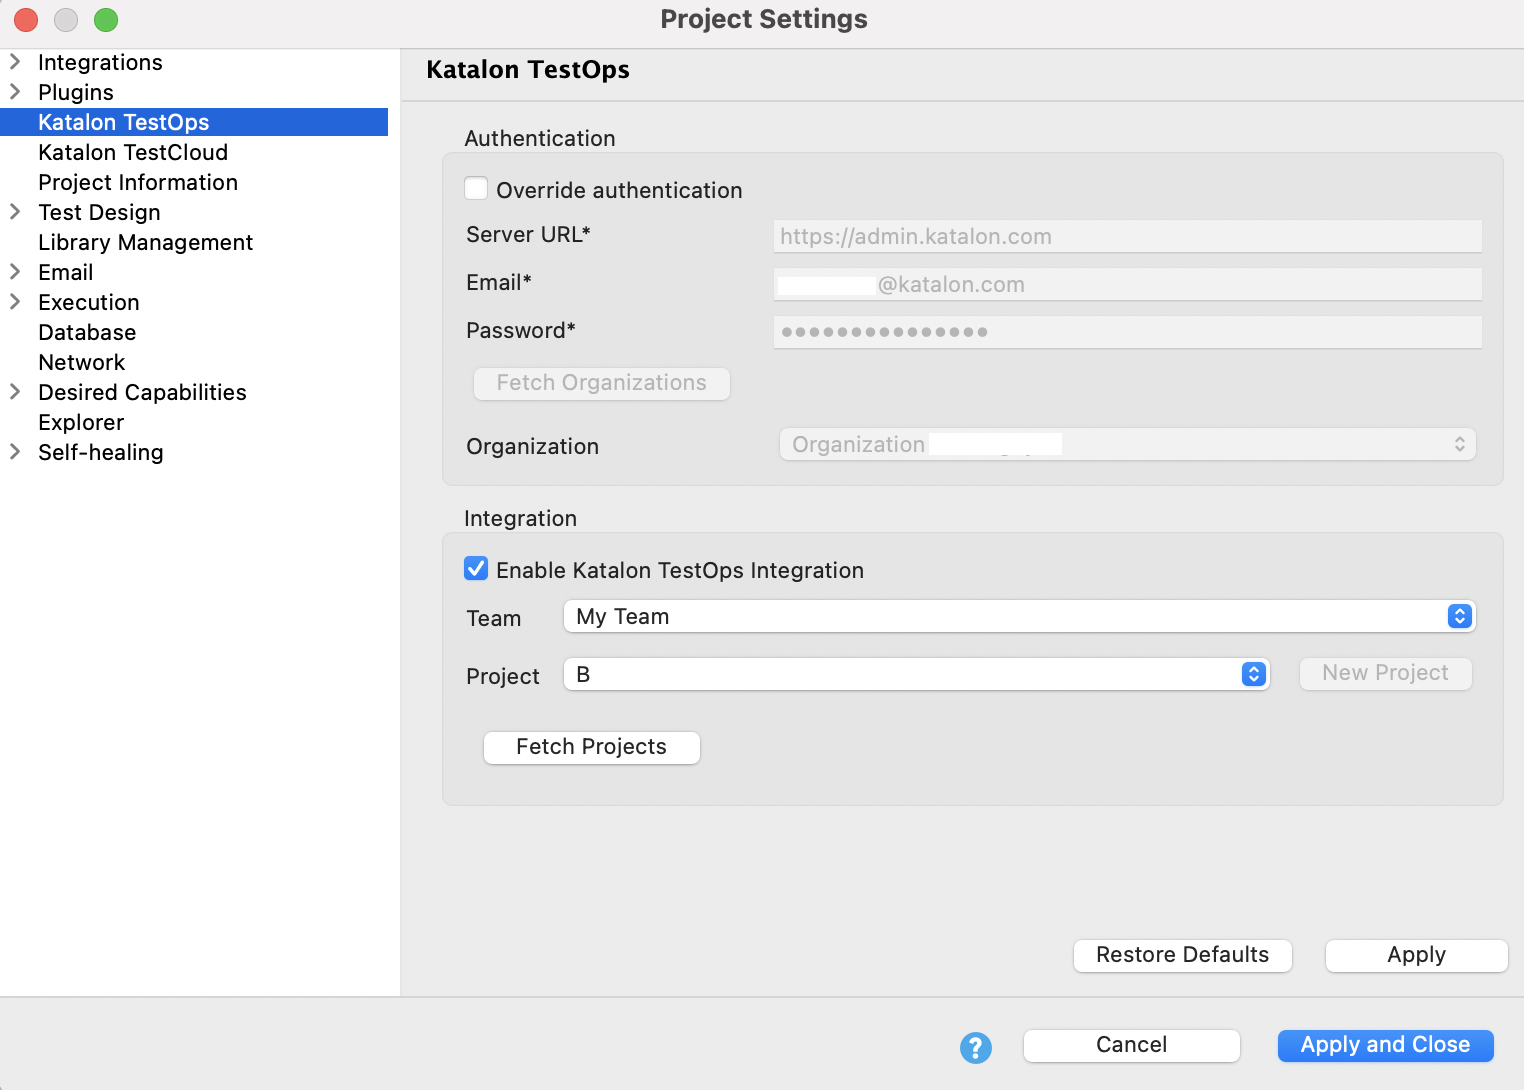 Project Settings
Integrations
Plugins
Katalon TestOps
Katalon TestCloud
Project Information
Test Design
Library Management
Email
Execution
Database
Network
Desired Capabilities
Explorer
Self-healing
Katalon TestOps
Authentication
Override authentication
Server URL*
https://admin.katalon.com
Email*
@katalon.com
Password*
Fetch Organizations
Organization
Organization
Integration
Enable Katalon TestOps Integration
Team
My Team
Project
B
New Project
Fetch Projects
Restore Defaults
Apply
?
Cancel
Apply and Close